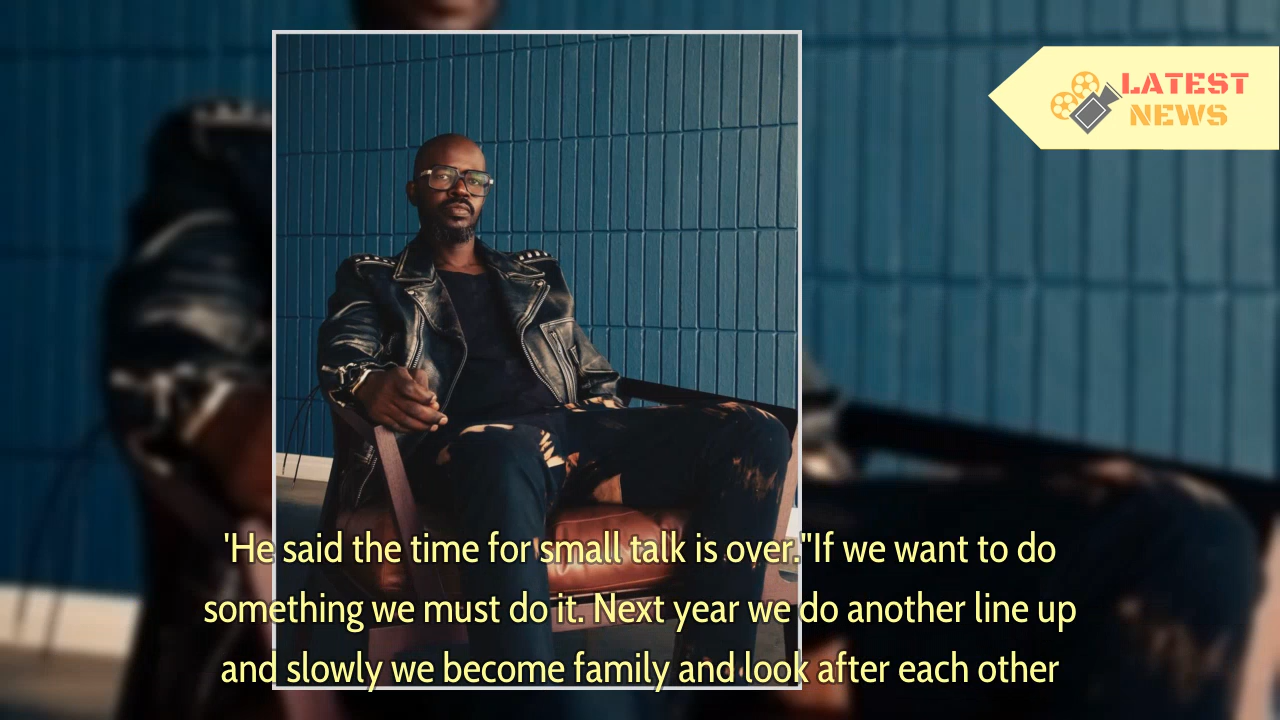 LATEST
NEWS
'He said the time for small talk is over."If we want to do
something we must do it. Next year we do another line up
and slowly we become family and look after each other